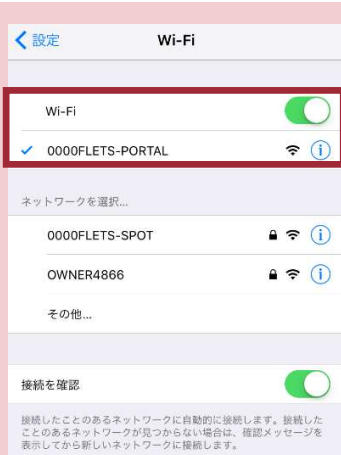 設定
Wi-Fi
Wi-Fi
0000FLETS-PORTAL
ネットワークを選択...
0000FLETS-SPOT
OWNER4866
その他...
接続を確認
接続したことのあるネットワークに自動的に接続します。接続した
ことのあるネットワークが見つからない場合は、確認メッセージを
表示してから新しいネットワークに接続します。